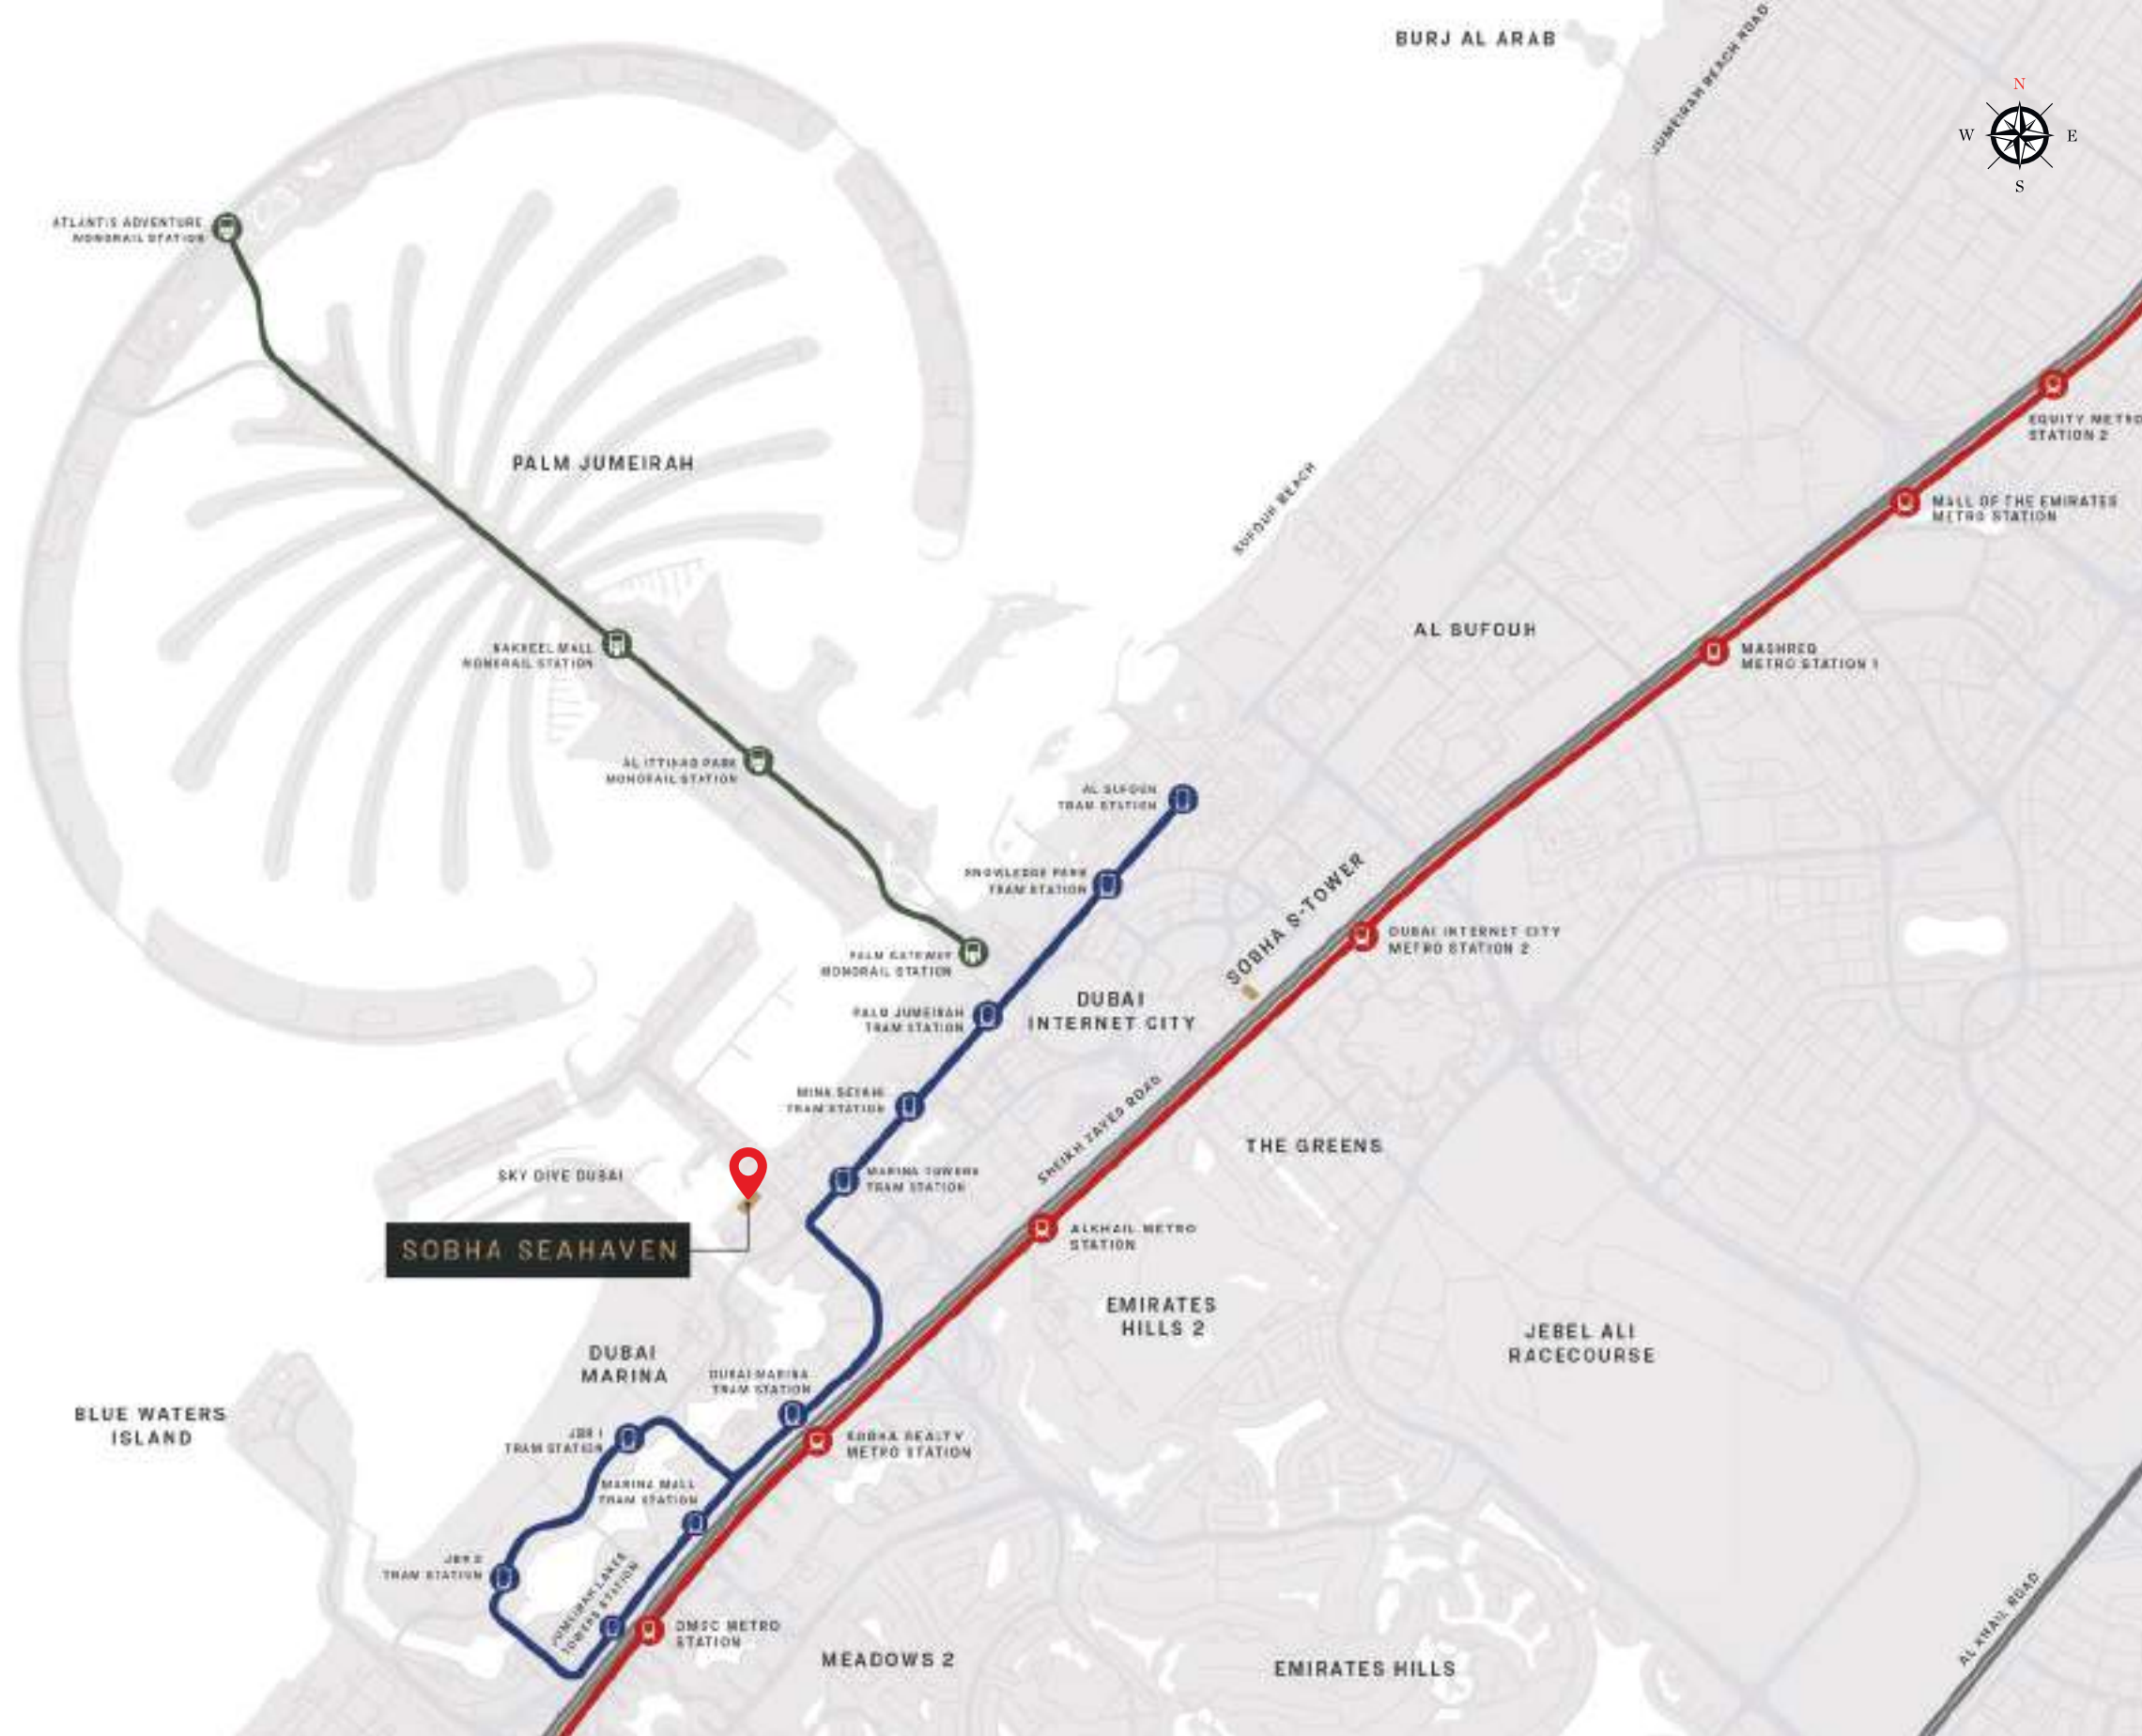 BURJ AL ARAB
JUMEIRAH BEACH ROAD
N
W
E
S
ATLANTIS ADVENTURE
MONORAIL STATION
PALM JUMEIRAH
EQUITY METRO
STATION 2
MALL OF THE EMIRATES
METRO STATION
SUFOUH BEACH
AL SUFOUH
MASHREQ
METRO STATION 1
NAKHEEL MALL
MONORAIL STATION
AL ITTIHAD PARK
MONORAIL STATION
AL SUFOUH
TRAM STATION
KNOWLEDGE PARK
TRAM STATION
SOBHA S-TOWER
DUBAI INTERNET CITY
METRO STATION 2
PALM GATEWAY
MONORAIL STATION
PALM JUMEIRAH
TRAM STATION
DUBAI
INTERNET CITY
MINA SEYAHI
TRAM STATION
SHEIKH ZAYED ROAD
THE GREENS
SKY DIVE DUBAI
MARINA TOWERS
TRAM STATION
SOBHA SEAHAVEN
ALKHAIL METRO
STATION
EMIRATES
HILLS 2
JEBEL ALI
RACECOURSE
DUBAI
MARINA
DUBAI MARINA
TRAM STATION
BLUE WATERS
ISLAND
JBR 1
TRAM STATION
SOBHA REALTY
METRO STATION
MARINA MALL
TRAM STATION
JBR 2
TRAM STATION
JUMEIRAH LAKES
TOWERS STATION
DMSC METRO
STATION
MEADOWS 2
EMIRATES HILLS
AL KHAIL ROAD